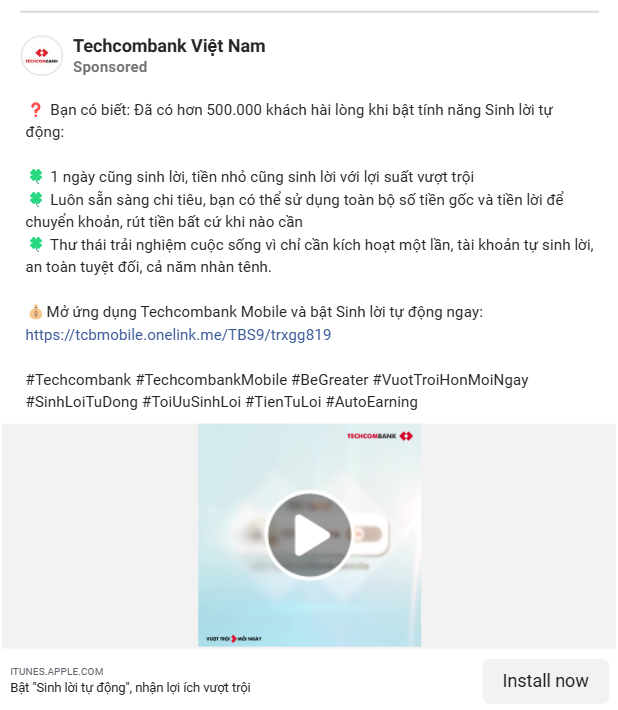 TECHCOMBANK
Techcombank Việt Nam
Sponsored
❓ Bạn có biết: Đã có hơn 500.000 khách hài lòng khi bật tính năng Sinh lời tự
động:
🍀 1 ngày cũng sinh lời, tiền nhỏ cũng sinh lời với lợi suất vượt trội
🍀 Luôn sẵn sàng chi tiêu, bạn có thể sử dụng toàn bộ số tiền gốc và tiền lời để
chuyển khoản, rút tiền bất cứ khi nào cần
🍀 Thư thái trải nghiệm cuộc sống vì chỉ cần kích hoạt một lần, tài khoản tự sinh lời,
an toàn tuyệt đối, cả năm nhàn tênh.
💰Mở ứng dụng Techcombank Mobile và bật Sinh lời tự động ngay:
https://tcbmobile.onelink.me/TBS9/trxgg819
#Techcombank #TechcombankMobile #BeGreater #VuotTroiHonMoiNgay
#SinhLoiTuDong #ToiUuSinhLoi #TienTuLoi #AutoEarning
TECHCOMBANK
VƯỢT TRỘI MỖI NGÀY
ITUNES.APPLE.COM
Bật "Sinh lời tự động", nhận lợi ích vượt trội
Install now